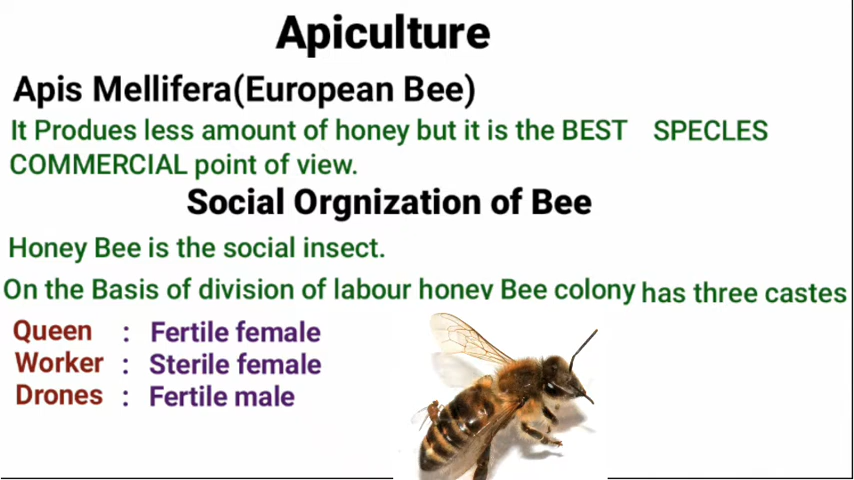 Apiculture
Apis Mellifera(European Bee)
It Produes less amount of honey but it is the BEST SPECLES
COMMERCIAL point of view.
Social Orgnization of Bee
Honey Bee is the social insect.
On the Basis of division of labour honey Bee colony has three castes
Queen : Fertile female
Worker : Sterile female
Drones : Fertile male